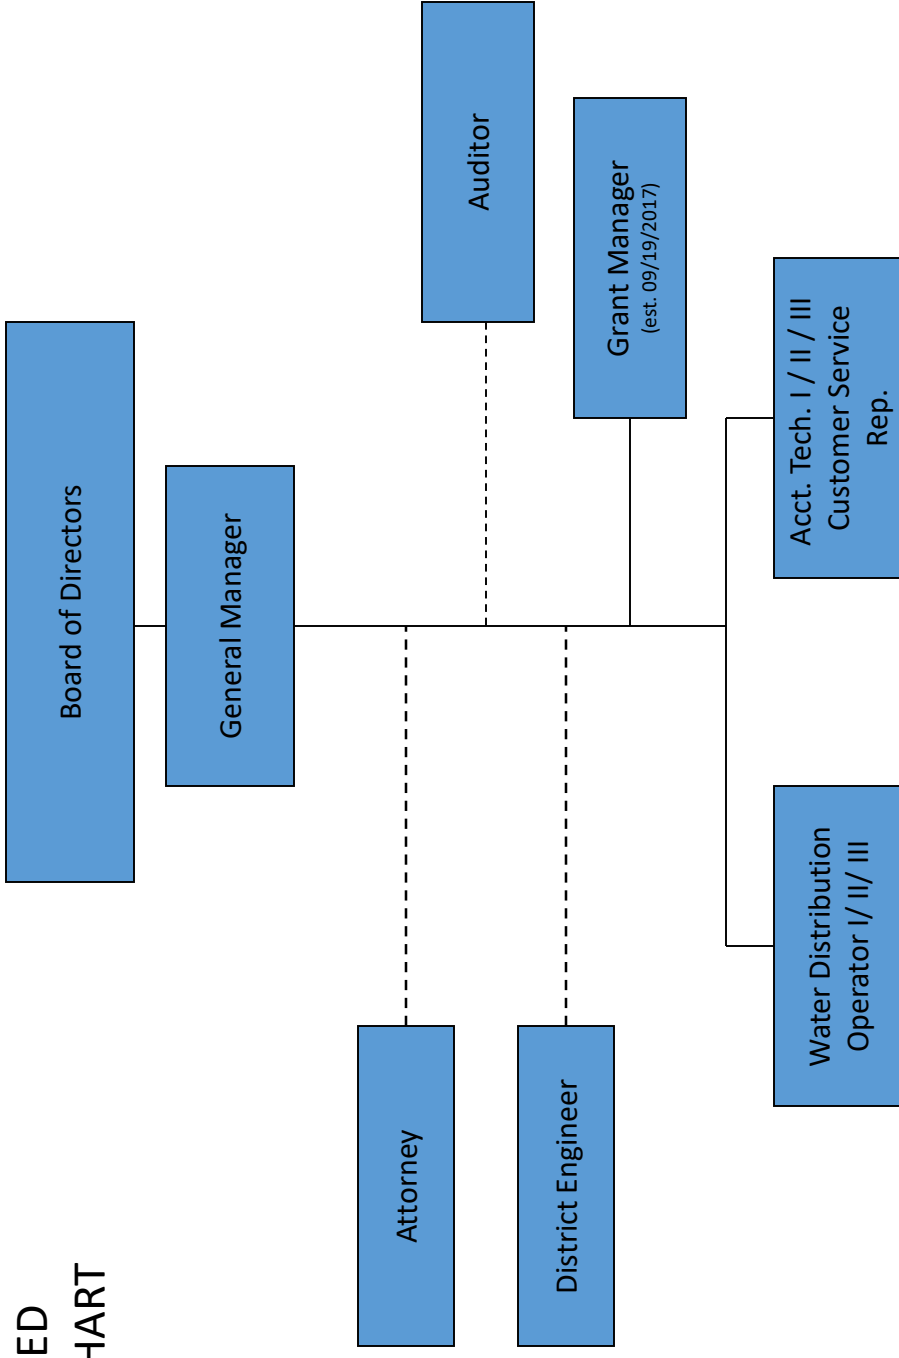 ED
HART
Board of Directors
General Manager
Attorney
Auditor
District Engineer
Grant Manager
(est. 09/19/2017)
Water Distribution
Operator I/ II/ III
Acct. Tech. I / II / III
Customer Service
Rep.